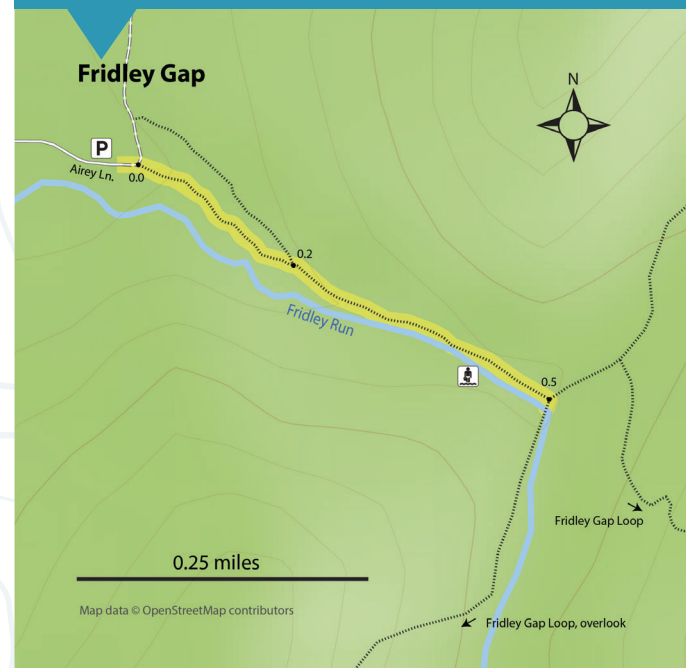 Fridley Gap
N
P
Airey Ln.
0.0
0.2
Fridley Run
0.5
Fridley Gap Loop
0.25 miles
Map data © OpenStreetMap contributors
Fridley Gap Loop, overlook